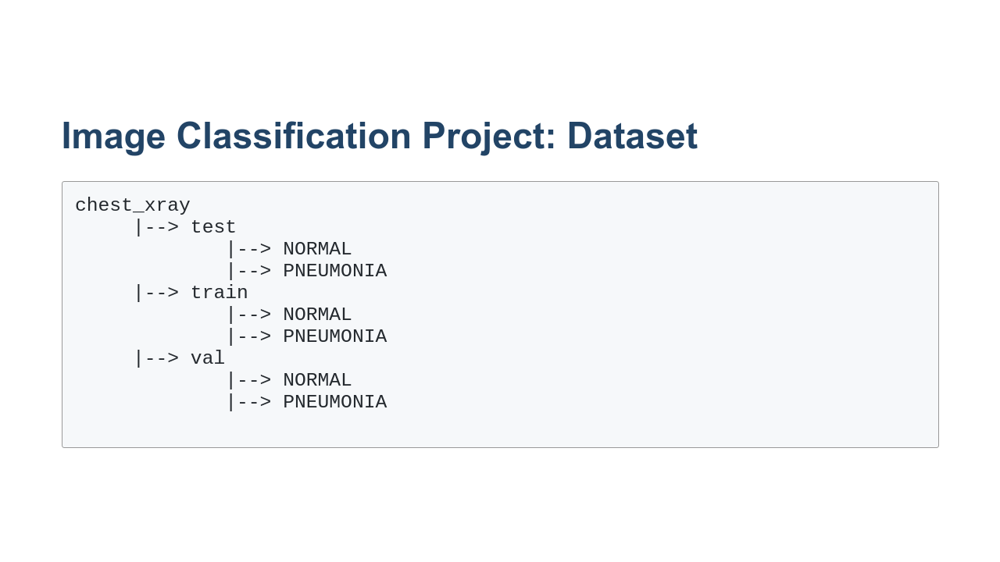 Image Classification Project: Dataset
chest_xray
     |--> test
             |--> NORMAL
             |--> PNEUMONIA
     |--> train
             |--> NORMAL
             |--> PNEUMONIA
     |--> val
             |--> NORMAL
             |--> PNEUMONIA